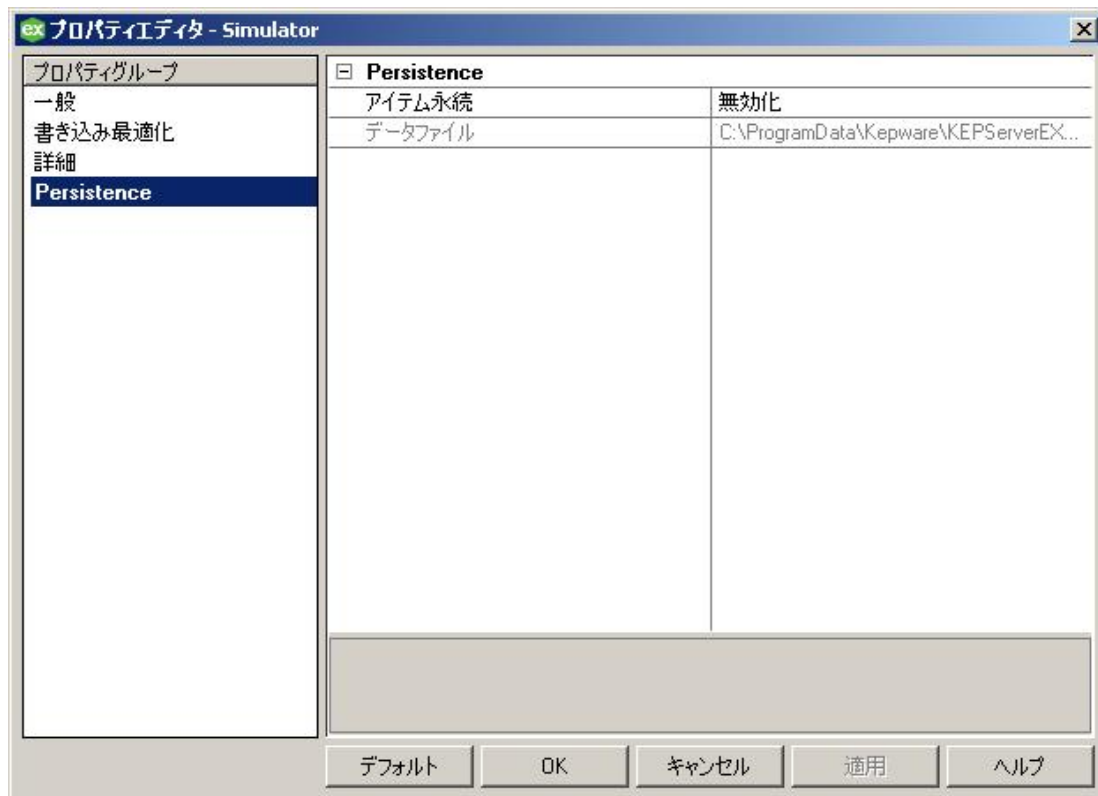 ex プロパティエディタ - Simulator
プロパティグループ
一般
書き込み最適化
詳細
Persistence
Persistence
アイテム永続 無効化
データファイル C:\ProgramData\Kepware\KEPServerEX...
デフォルト OK キャンセル 適用 ヘルプ